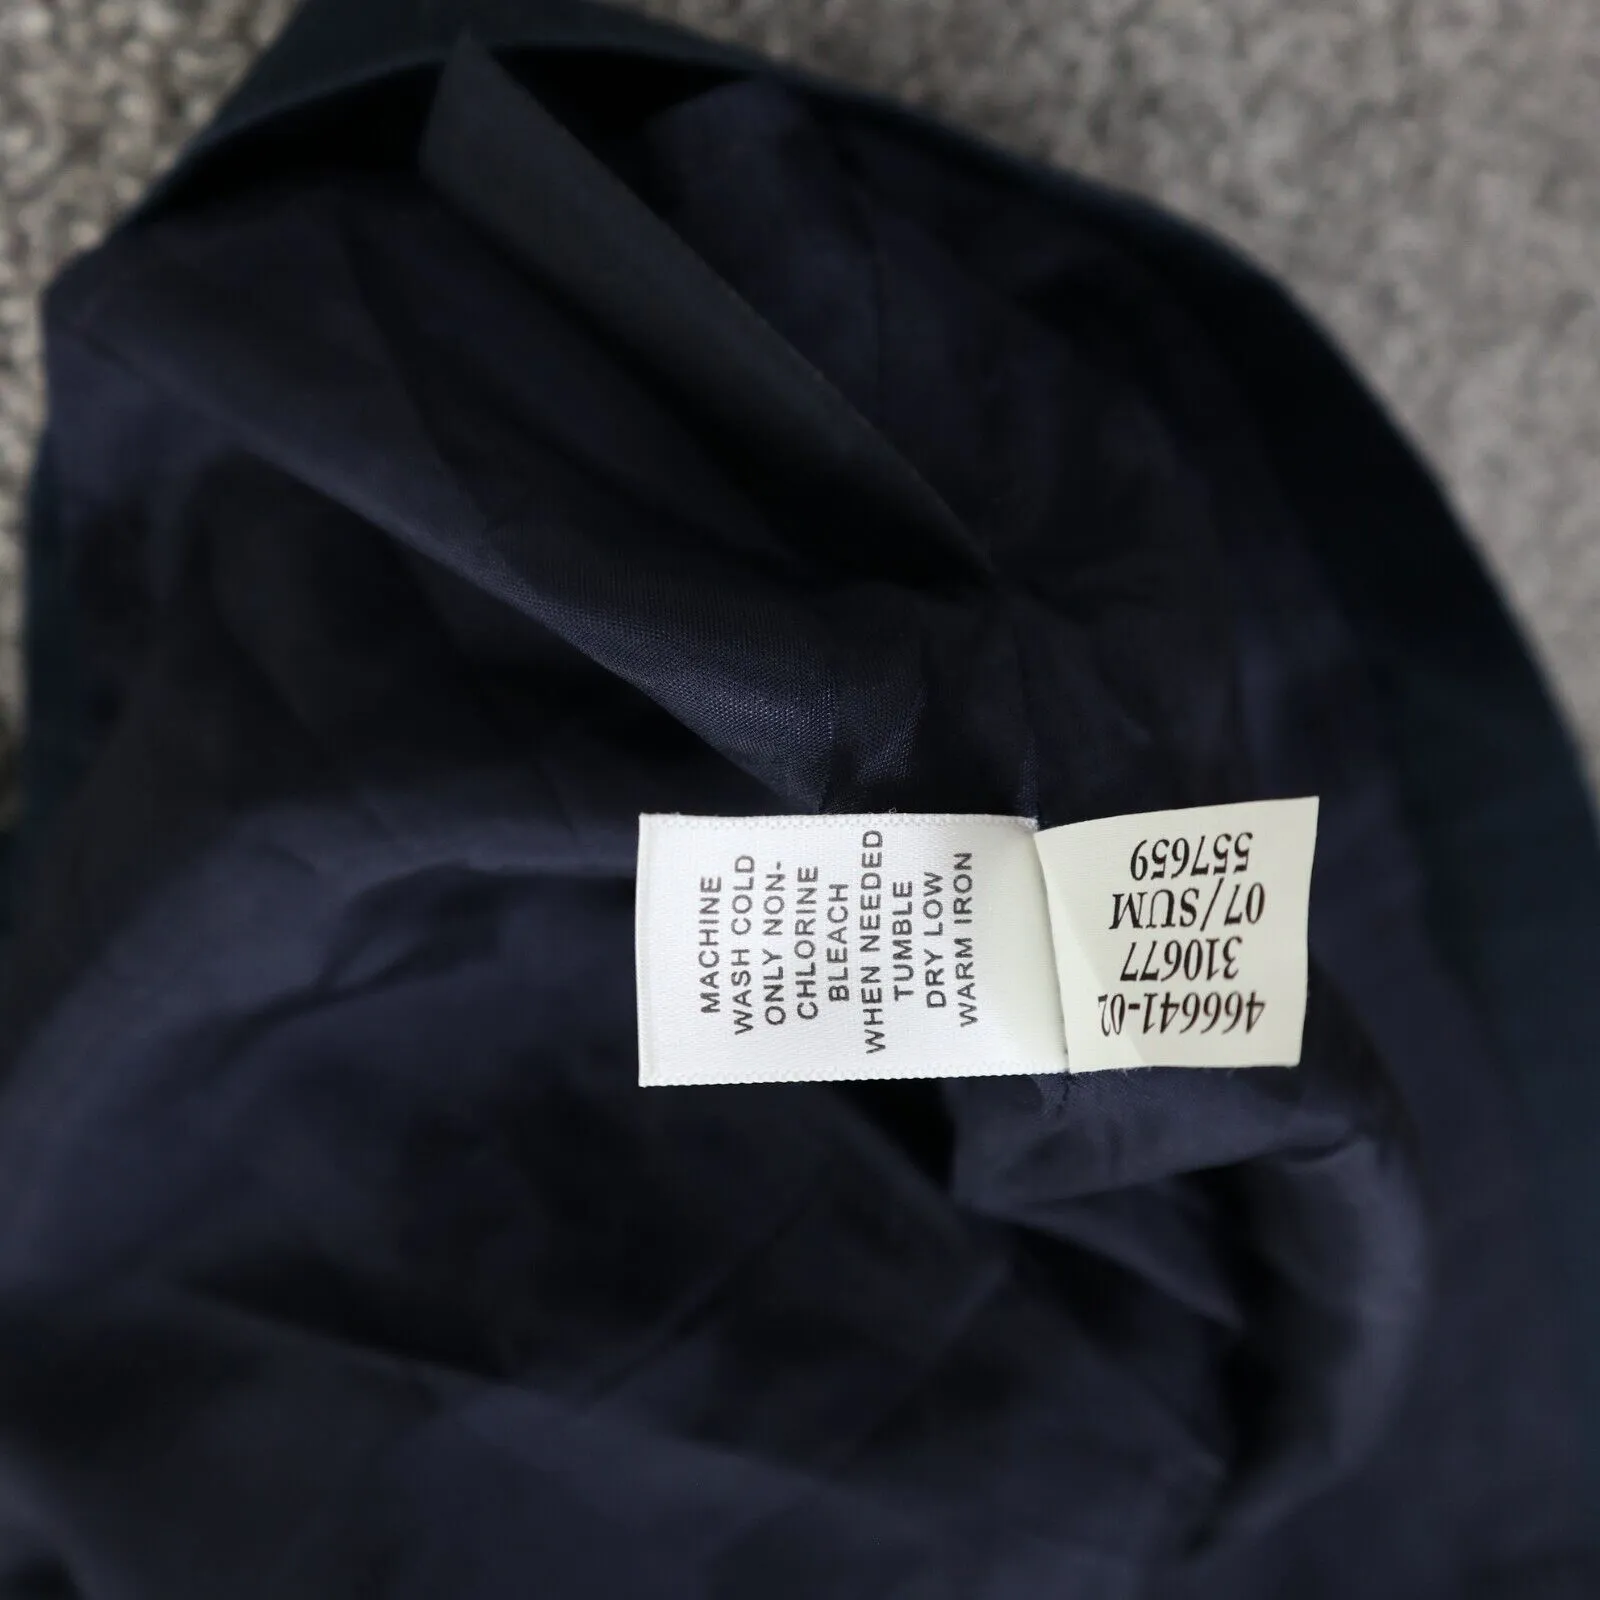 MACHINE
WASH COLD
ONLY NON-
CHLORINE
BLEACH
WHEN NEEDED
TUMBLE
DRY LOW
WARM IRON
466641-02
310677
07/SUM
557659